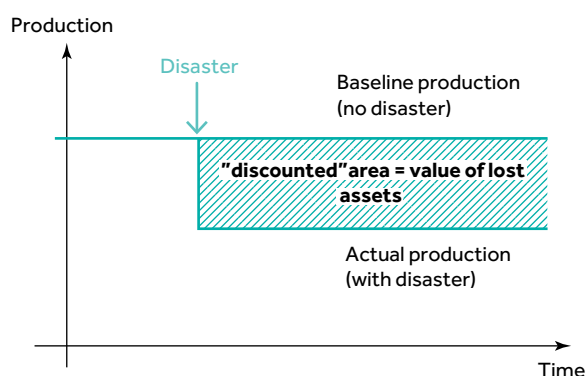 Production
Disaster
Baseline production
(no disaster)
”discounted”area = value of lost
assets
Actual production
(with disaster)
Time